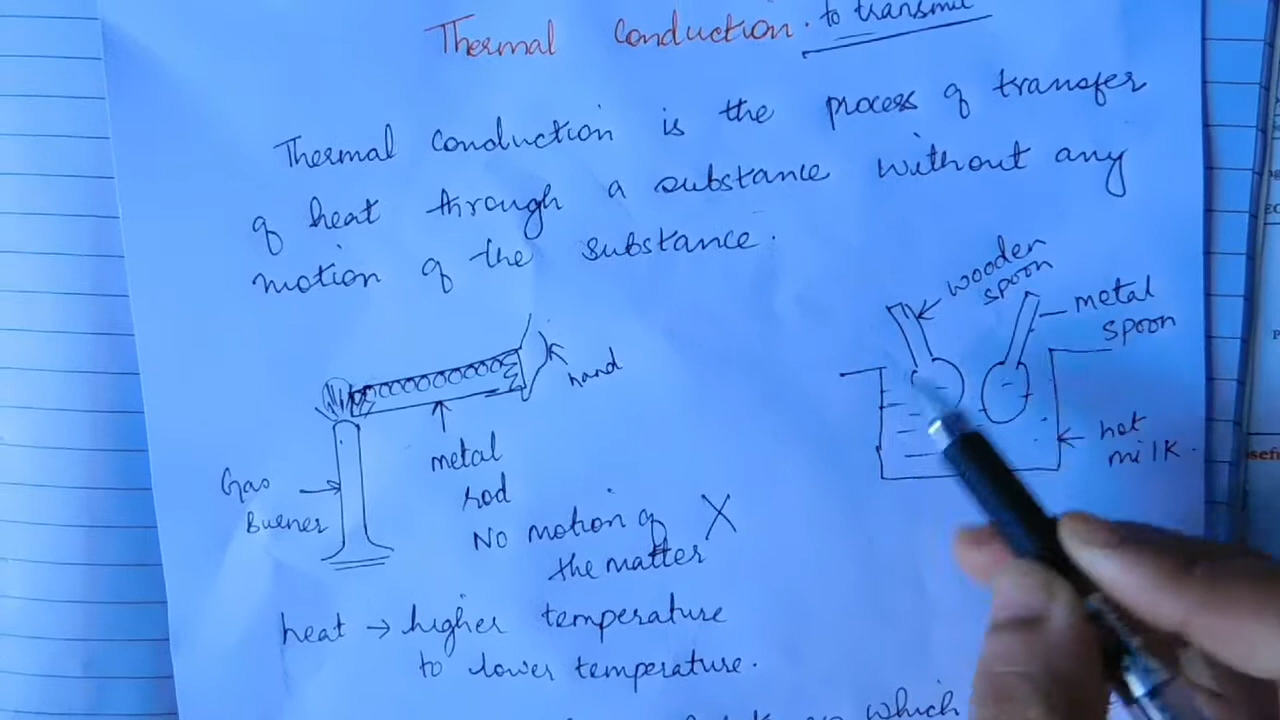 Thermal Conduction. to transmit
Thermal conduction is the process of transfer
of heat through a substance without any
motion of the substance.
wooden
spoon
metal
spoon
hand
metal
rod
Gas
Burner
hot
milk.
No motion of
the matter
heat → higher temperature
to lower temperature.
which